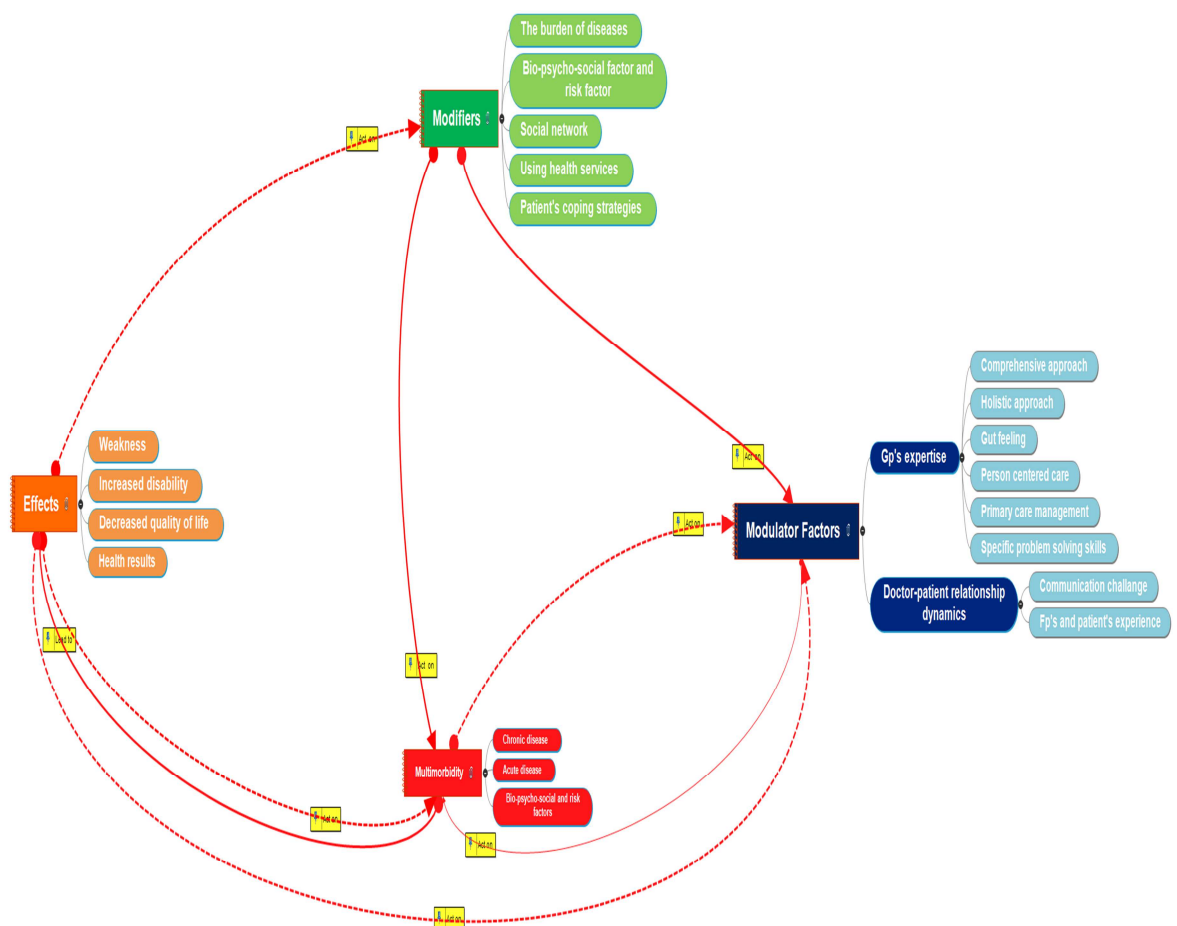 The burden of diseases
Bio-psycho-social factor and
risk factor
Modifiers
Social network
Using health services
Patient's coping strategies
Act on
Comprehensive approach
Holistic approach
Gut feeling
Gp's expertise
Person centered care
Primary care management
Specific problem solving skills
Act on
Act on
Modulator Factors
Doctor-patient relationship
dynamics
Communication challange
Fp's and patient's experience
Weakness
Increased disability
Effects
Decreased quality of life
Health results
Lead to
Act on
Chronic disease
Multimorbidity
Acute disease
Bio-psycho-social and risk
factors
Act on
Act on
Act on